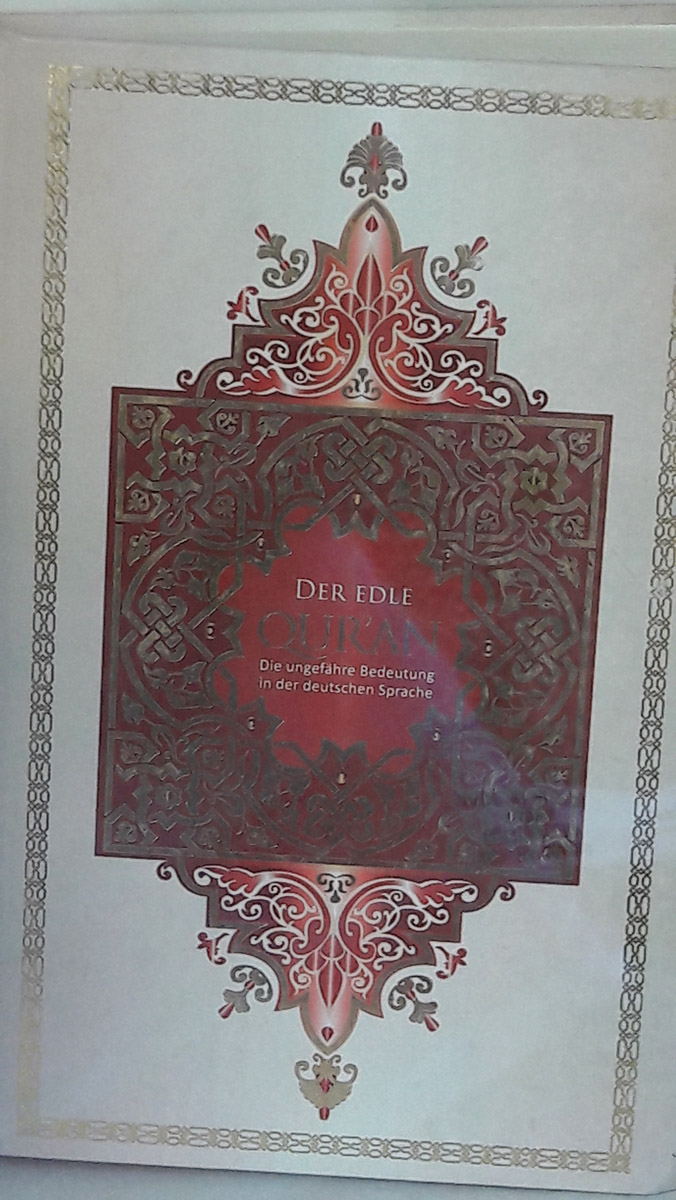 DER EDLE
QUR'AN
Die ungefähre Bedeutung
in der deutschen Sprache